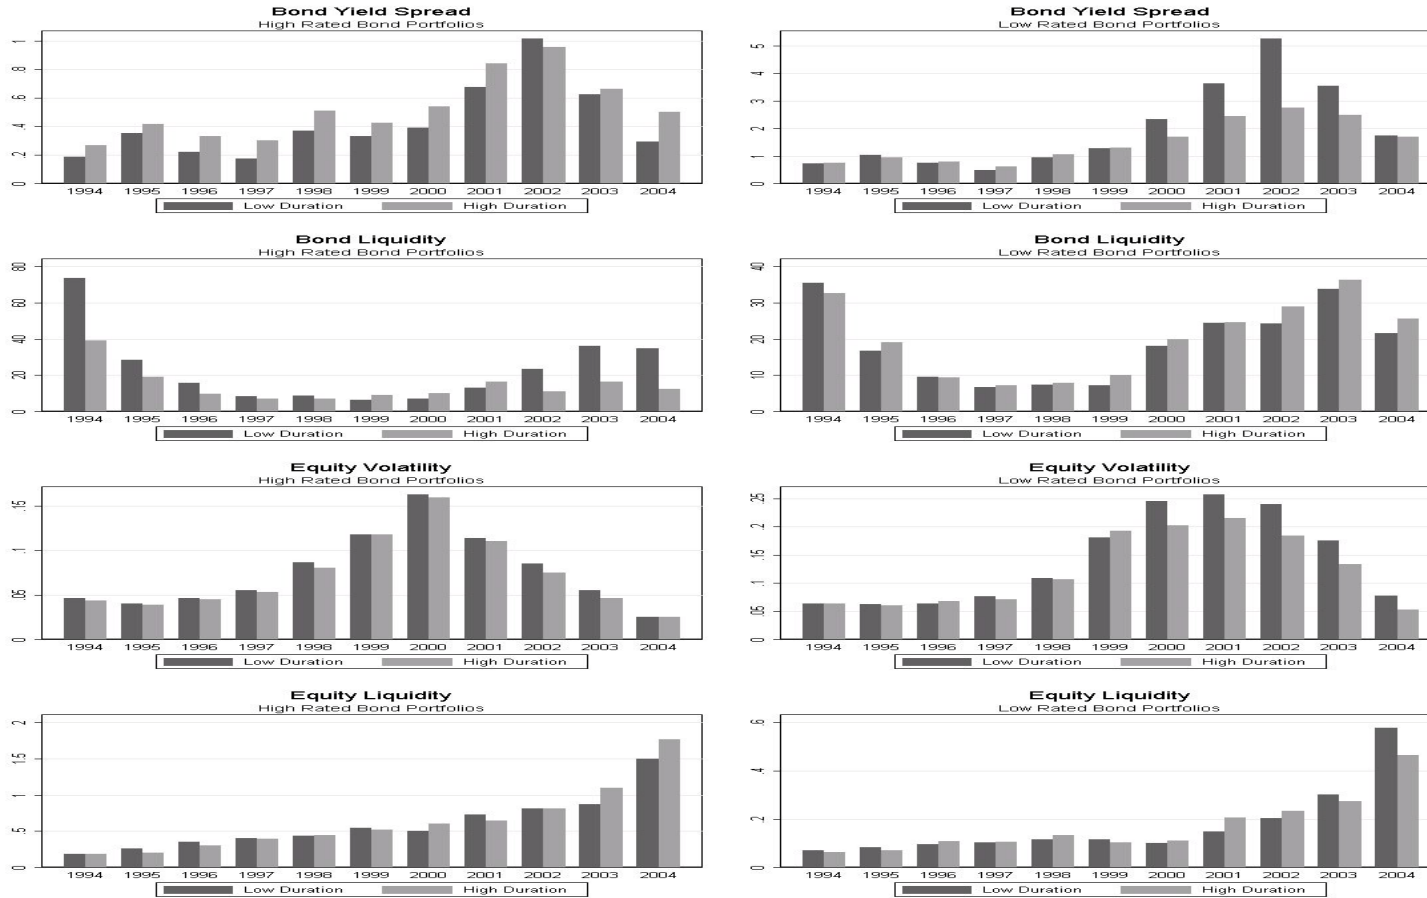 Bond Yield Spread
High Rated Bond Portfolios
1
.8
.6
.4
.2
0
1994 1995 1996 1997 1998 1999 2000 2001 2002 2003 2004
Low Duration High Duration
Bond Yield Spread
Low Rated Bond Portfolios
5
4
3
2
1
0
1994 1995 1996 1997 1998 1999 2000 2001 2002 2003 2004
Low Duration High Duration
Bond Liquidity
High Rated Bond Portfolios
80
60
40
20
0
1994 1995 1996 1997 1998 1999 2000 2001 2002 2003 2004
Low Duration High Duration
Bond Liquidity
Low Rated Bond Portfolios
40
30
20
10
0
1994 1995 1996 1997 1998 1999 2000 2001 2002 2003 2004
Low Duration High Duration
Equity Volatility
High Rated Bond Portfolios
.15
.1
.05
0
1994 1995 1996 1997 1998 1999 2000 2001 2002 2003 2004
Low Duration High Duration
Equity Volatility
Low Rated Bond Portfolios
.25
.2
.15
.1
.05
0
1994 1995 1996 1997 1998 1999 2000 2001 2002 2003 2004
Low Duration High Duration
Equity Liquidity
High Rated Bond Portfolios
.2
.15
.1
.5
0
1994 1995 1996 1997 1998 1999 2000 2001 2002 2003 2004
Low Duration High Duration
Equity Liquidity
Low Rated Bond Portfolios
.6
.4
.2
0
1994 1995 1996 1997 1998 1999 2000 2001 2002 2003 2004
Low Duration High Duration